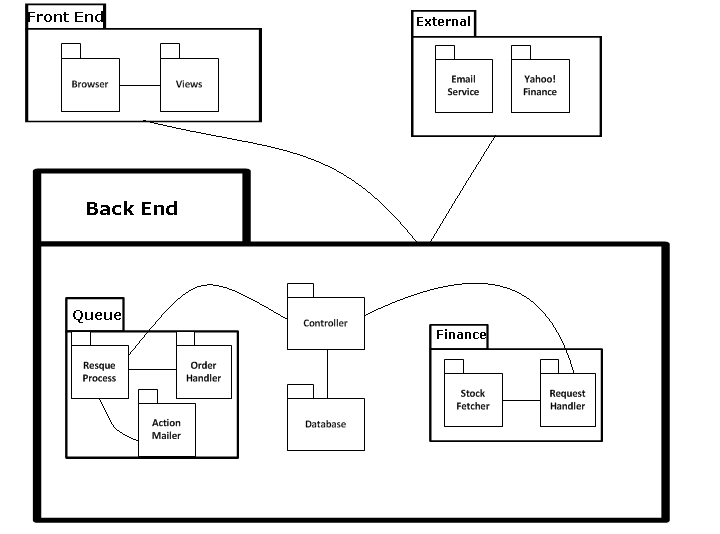 Front End
Browser
Views
External
Email
Service
Yahoo!
Finance
Back End
Queue
Resque
Process
Order
Handler
Action
Mailer
Controller
Database
Finance
Stock
Fetcher
Request
Handler